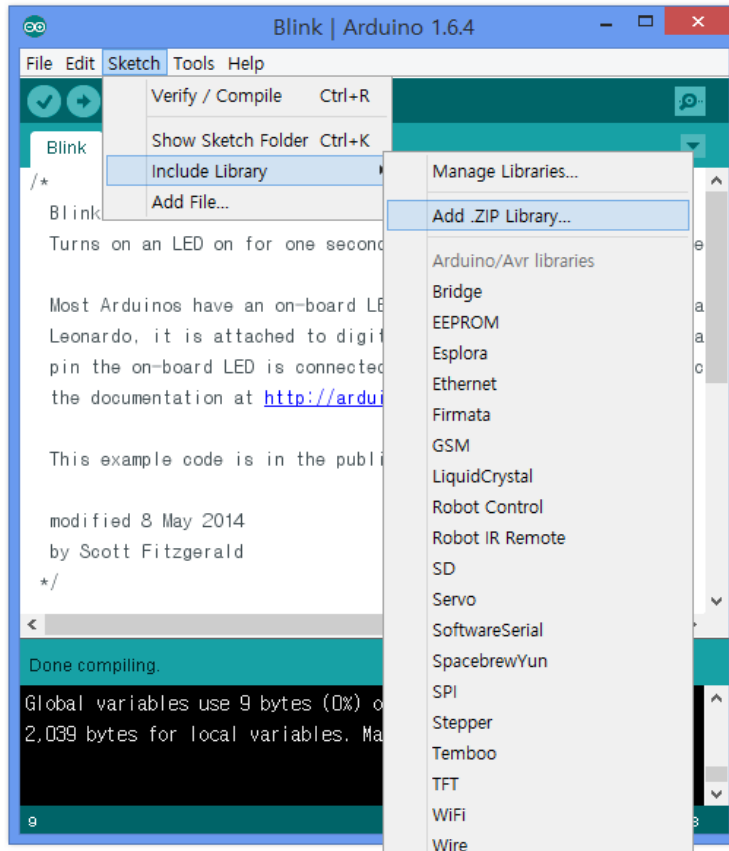 Blink | Arduino 1.6.4
File Edit Sketch Tools Help
Verify / Compile Ctrl+R
Show Sketch Folder Ctrl+K
Include Library
Add File...
Manage Libraries...
Add .ZIP Library...
Arduino/Avr libraries
Bridge
EEPROM
Esplora
Ethernet
Firmata
GSM
LiquidCrystal
Robot Control
Robot IR Remote
SD
Servo
SoftwareSerial
SpacebrewYun
SPI
Stepper
Temboo
TFT
WiFi
Wire
Blink
/*
Blink
Turns on an LED on for one second
Most Arduinos have an on-board LE
Leonardo, it is attached to digit
pin the on-board LED is connected
the documentation at http://ardui
This example code is in the publi
modified 8 May 2014
by Scott Fitzgerald
*/
Done compiling.
Global variables use 9 bytes (0%) o
2,039 bytes for local variables. Ma
9